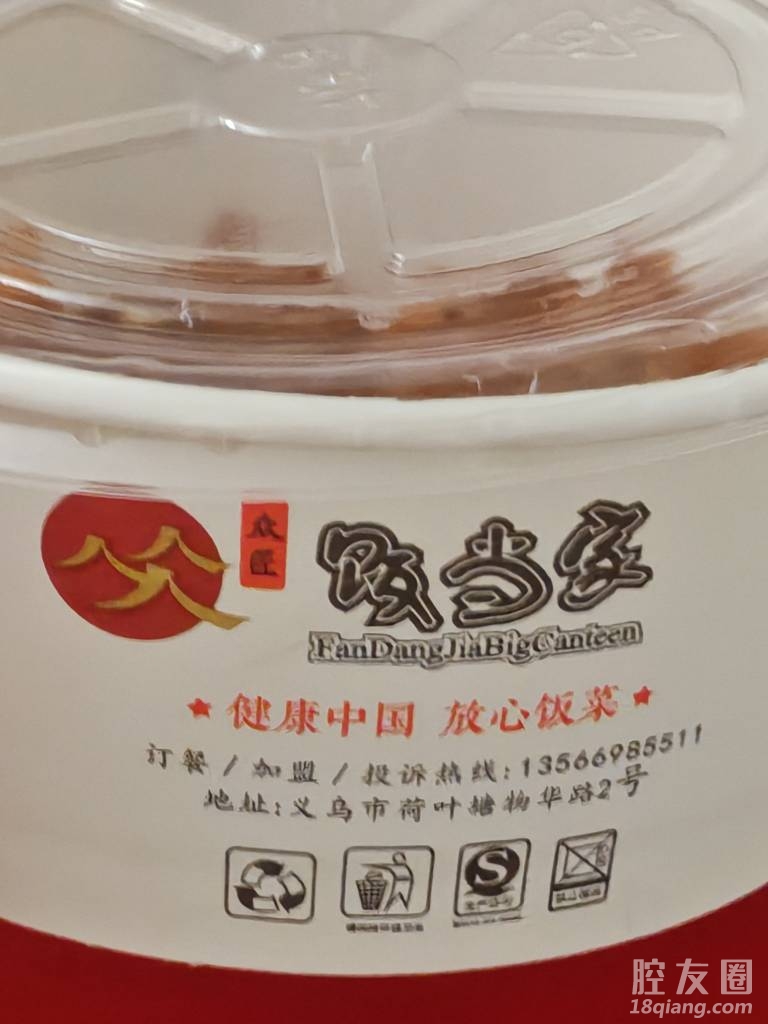 众匠
饭当家
FanDangJiaBigCanteen
★健康中国 放心饭菜★
订餐/加盟/投诉热线:13566985511
地址:义乌市荷叶塘物华路2号
腔友圈
18qiang.com